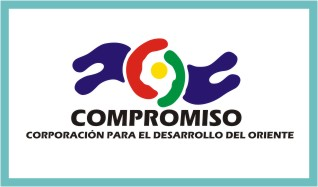 COMPROMISO
CORPORACIÓN PARA EL DESARROLLO DEL ORIENTE